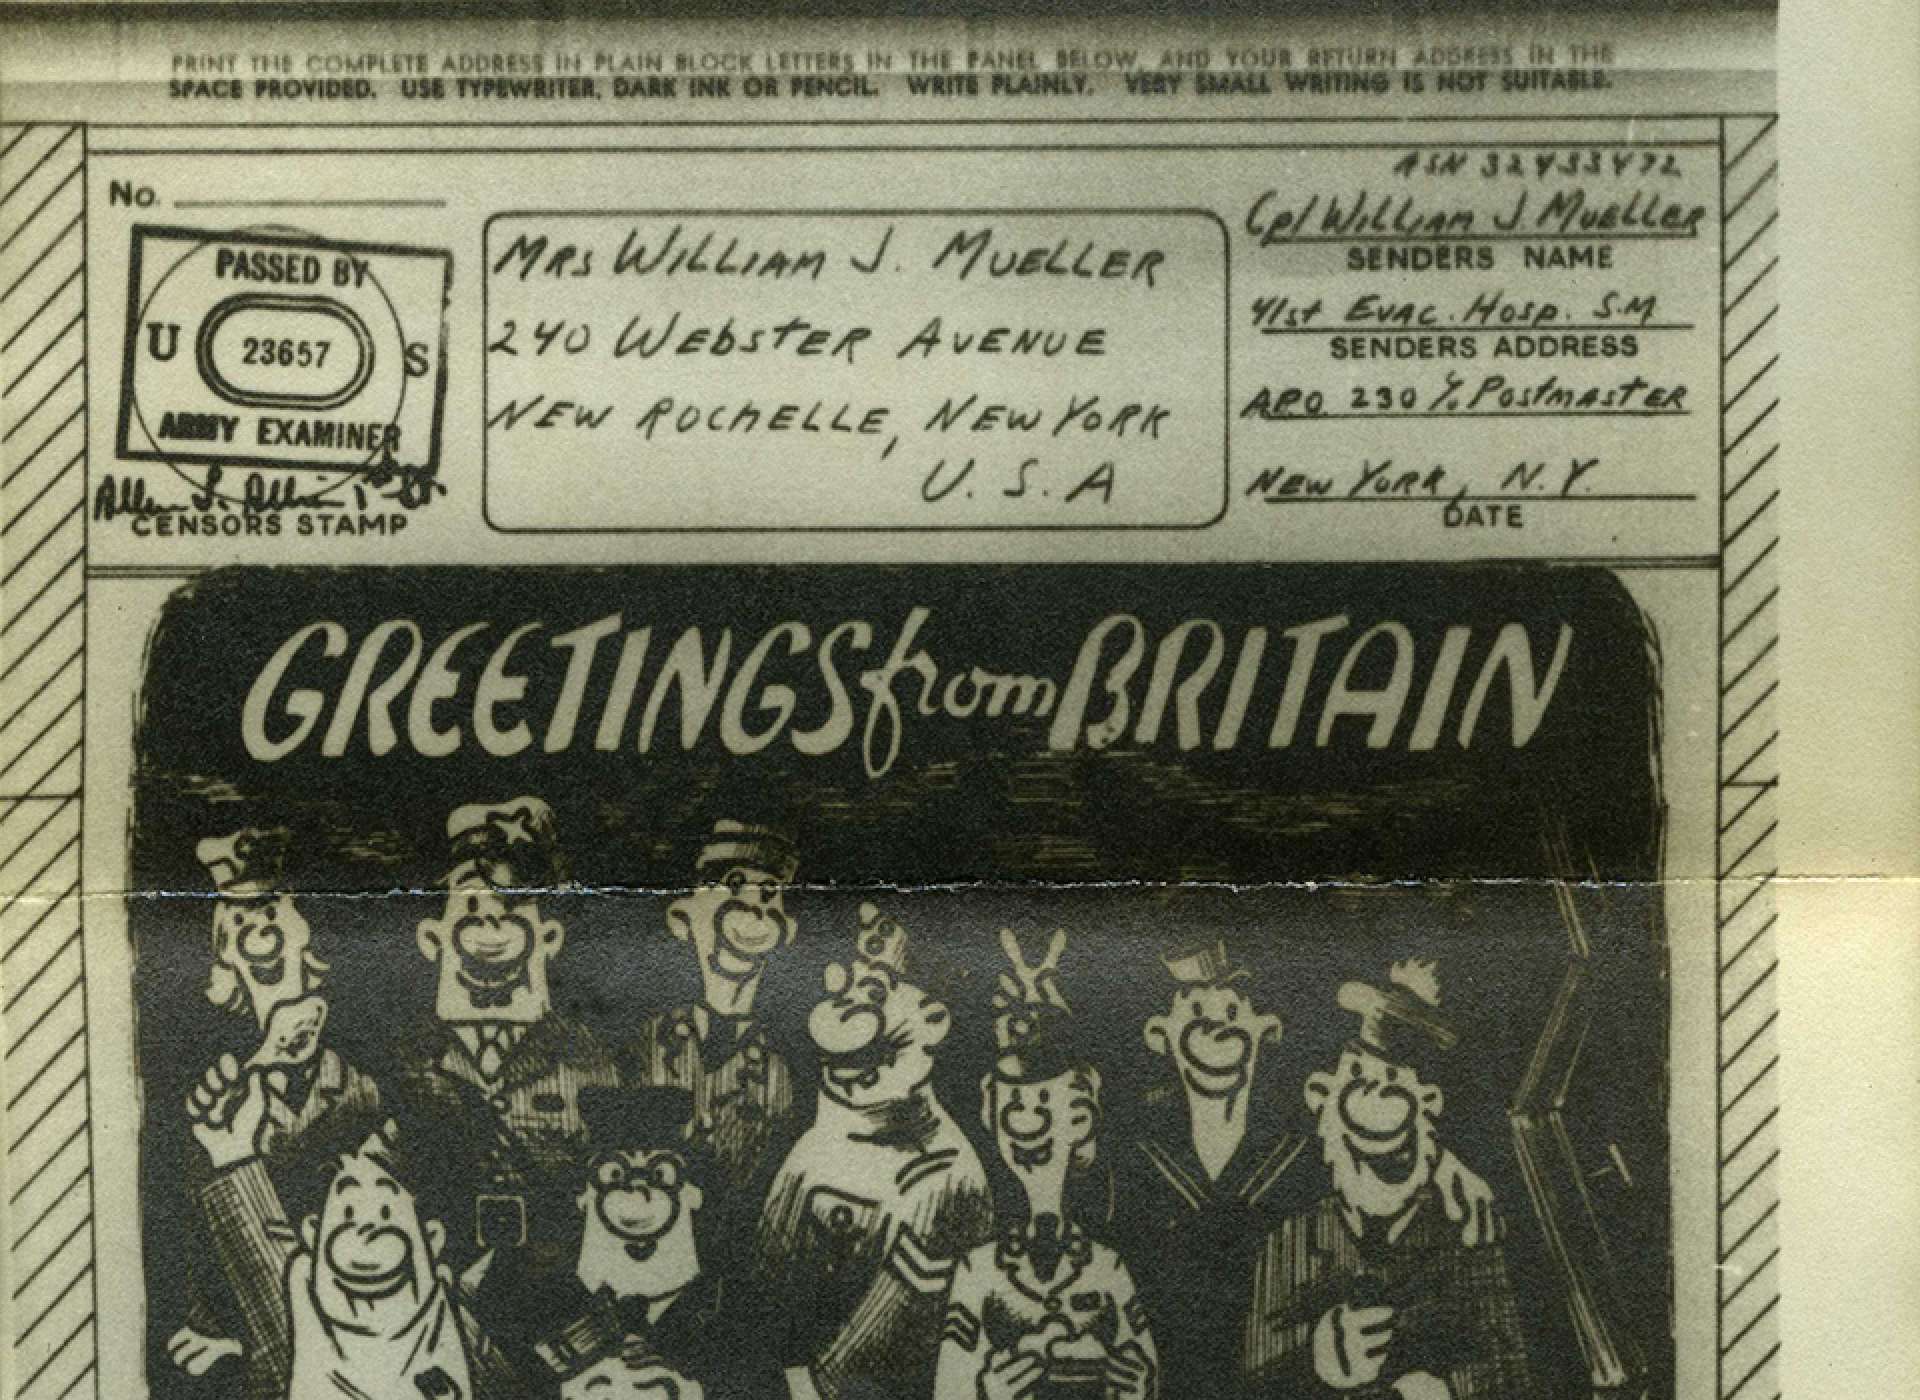 PRINT THE COMPLETE ADDRESS IN PLAIN BLOCK LETTERS IN THE PANEL BELOW, AND YOUR RETURN ADDRESS IN THE
SPACE PROVIDED. USE TYPEWRITER, DARK INK OR PENCIL. WRITE PLAINLY. VERY SMALL WRITING IS NOT SUITABLE.
No.
PASSED BY
U 23657 S
ARMY EXAMINER
CENSORS STAMP
MRS WILLIAM J. MUELLER
240 WEBSTER AVENUE
NEW ROCHELLE, NEW YORK
U. S. A
ASN 32433472
Cpl WILLIAM J MUELLER
SENDERS NAME
41st EVAC. HOSP. S.M
SENDERS ADDRESS
APO 230 % POSTMASTER
NEW YORK, N.Y.
DATE
GREETINGS from BRITAIN